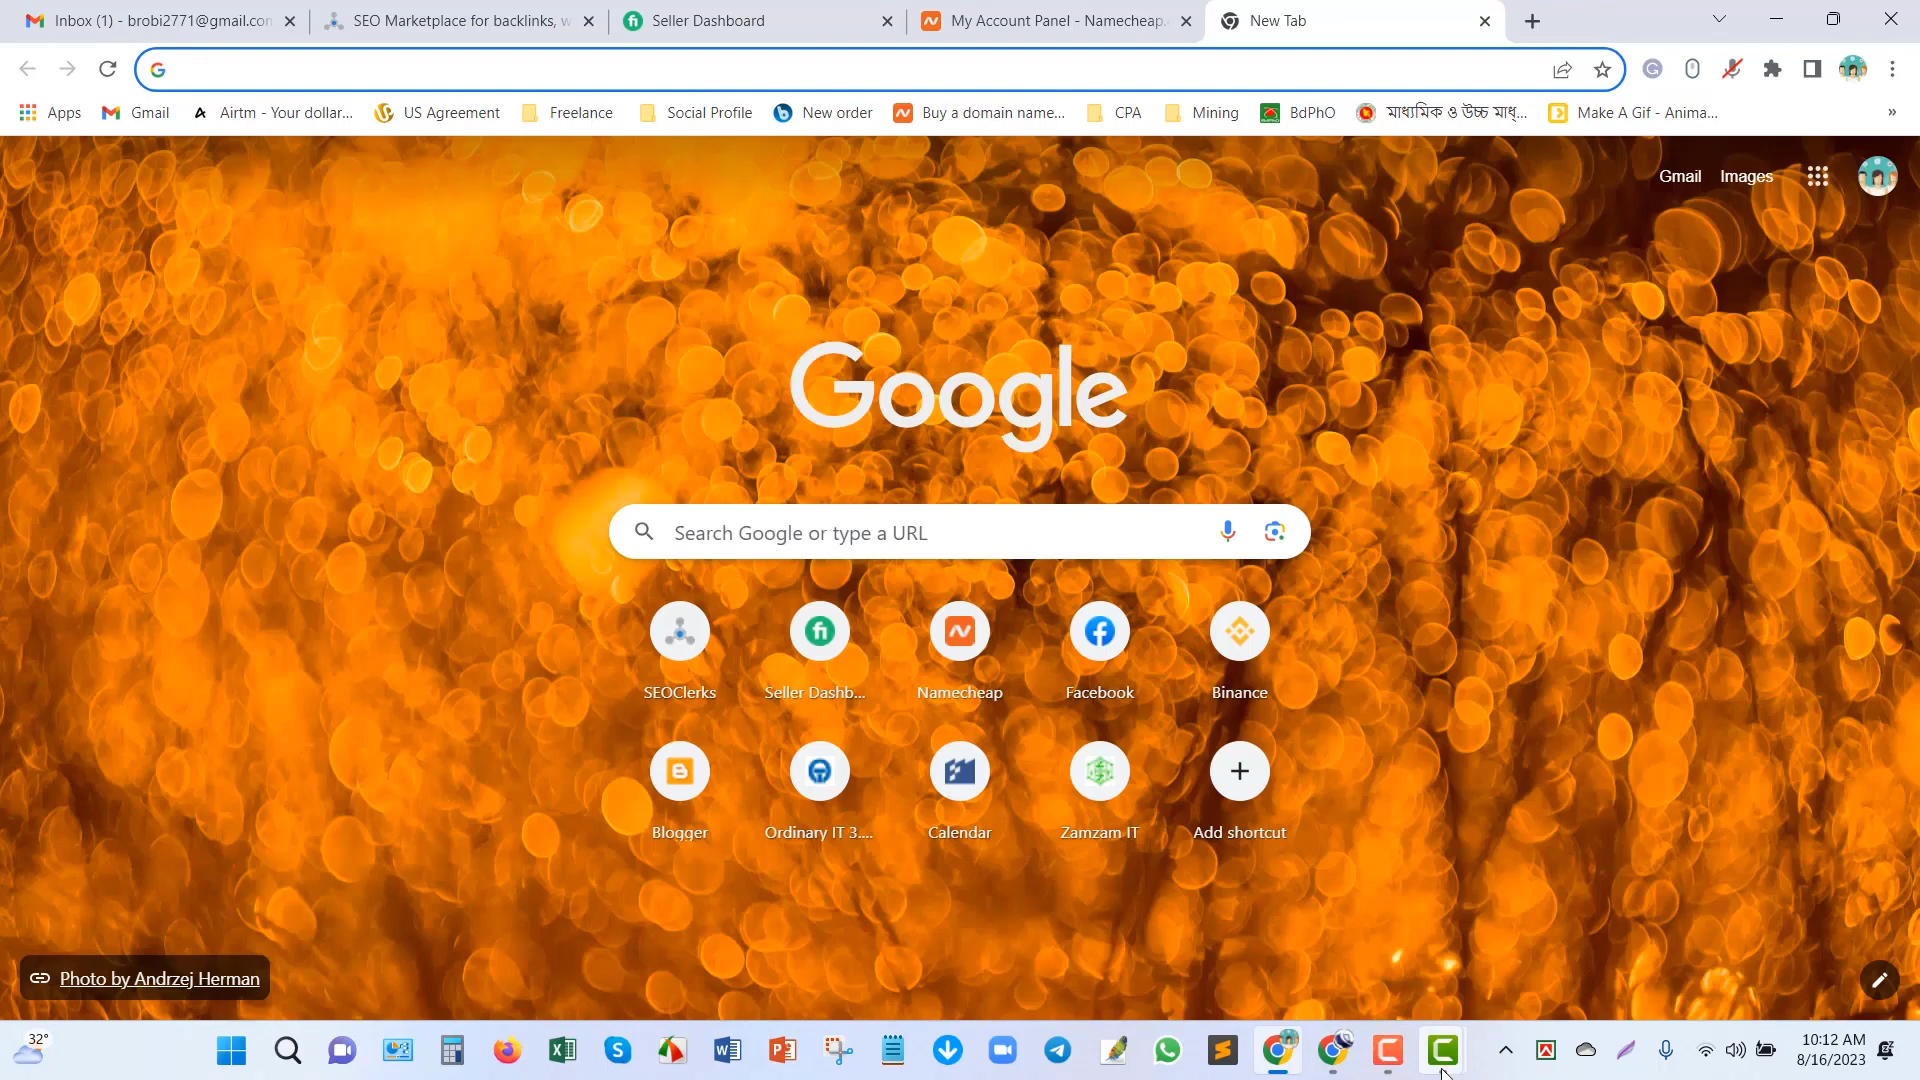 Inbox (1) - brobi2771@gmail.con
SEO Marketplace for backlinks, w
Seller Dashboard
My Account Panel - Namecheap.
New Tab
Apps
Gmail
Airtm - Your dollar...
US Agreement
Freelance
Social Profile
New order
Buy a domain name...
CPA
Mining
BdPhO
মাধ্যমিক ও উচ্চ মাধ্...
Make A Gif - Anima...
»
Gmail
Images
Google
Search Google or type a URL
SEOClerks
Seller Dashb...
Namecheap
Facebook
Binance
Blogger
Ordinary IT 3....
Calendar
Zamzam IT
Add shortcut
Photo by Andrzej Herman
32°
10:12 AM
8/16/2023